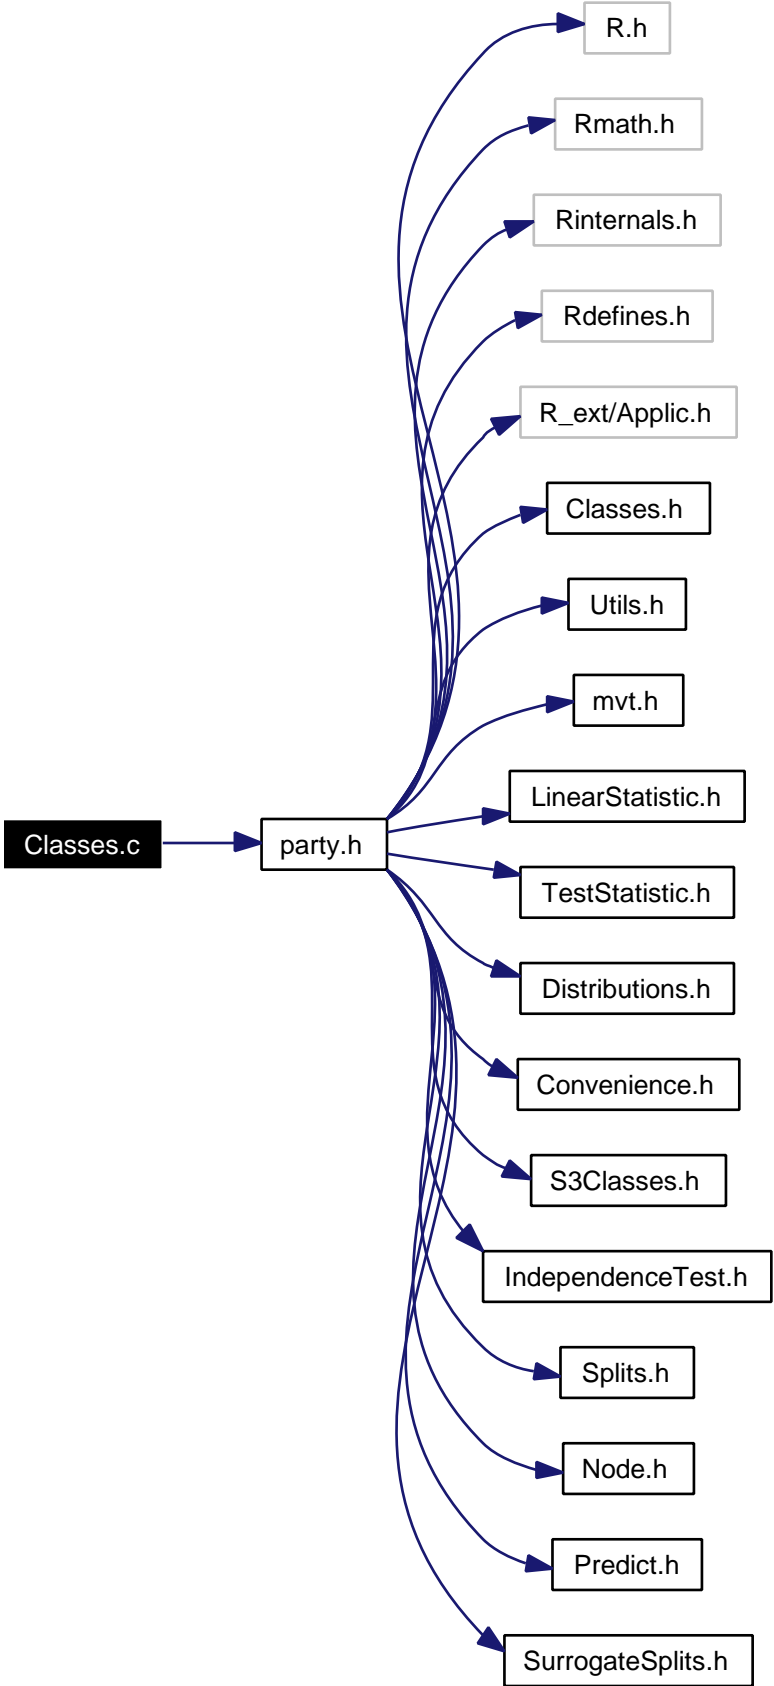 R.h
Rmath.h
Rinternals.h
Rdefines.h
R_ext/Applic.h
Classes.h
Utils.h
mvt.h
LinearStatistic.h
Classes.c
party.h
TestStatistic.h
Distributions.h
Convenience.h
S3Classes.h
IndependenceTest.h
Splits.h
Node.h
Predict.h
SurrogateSplits.h